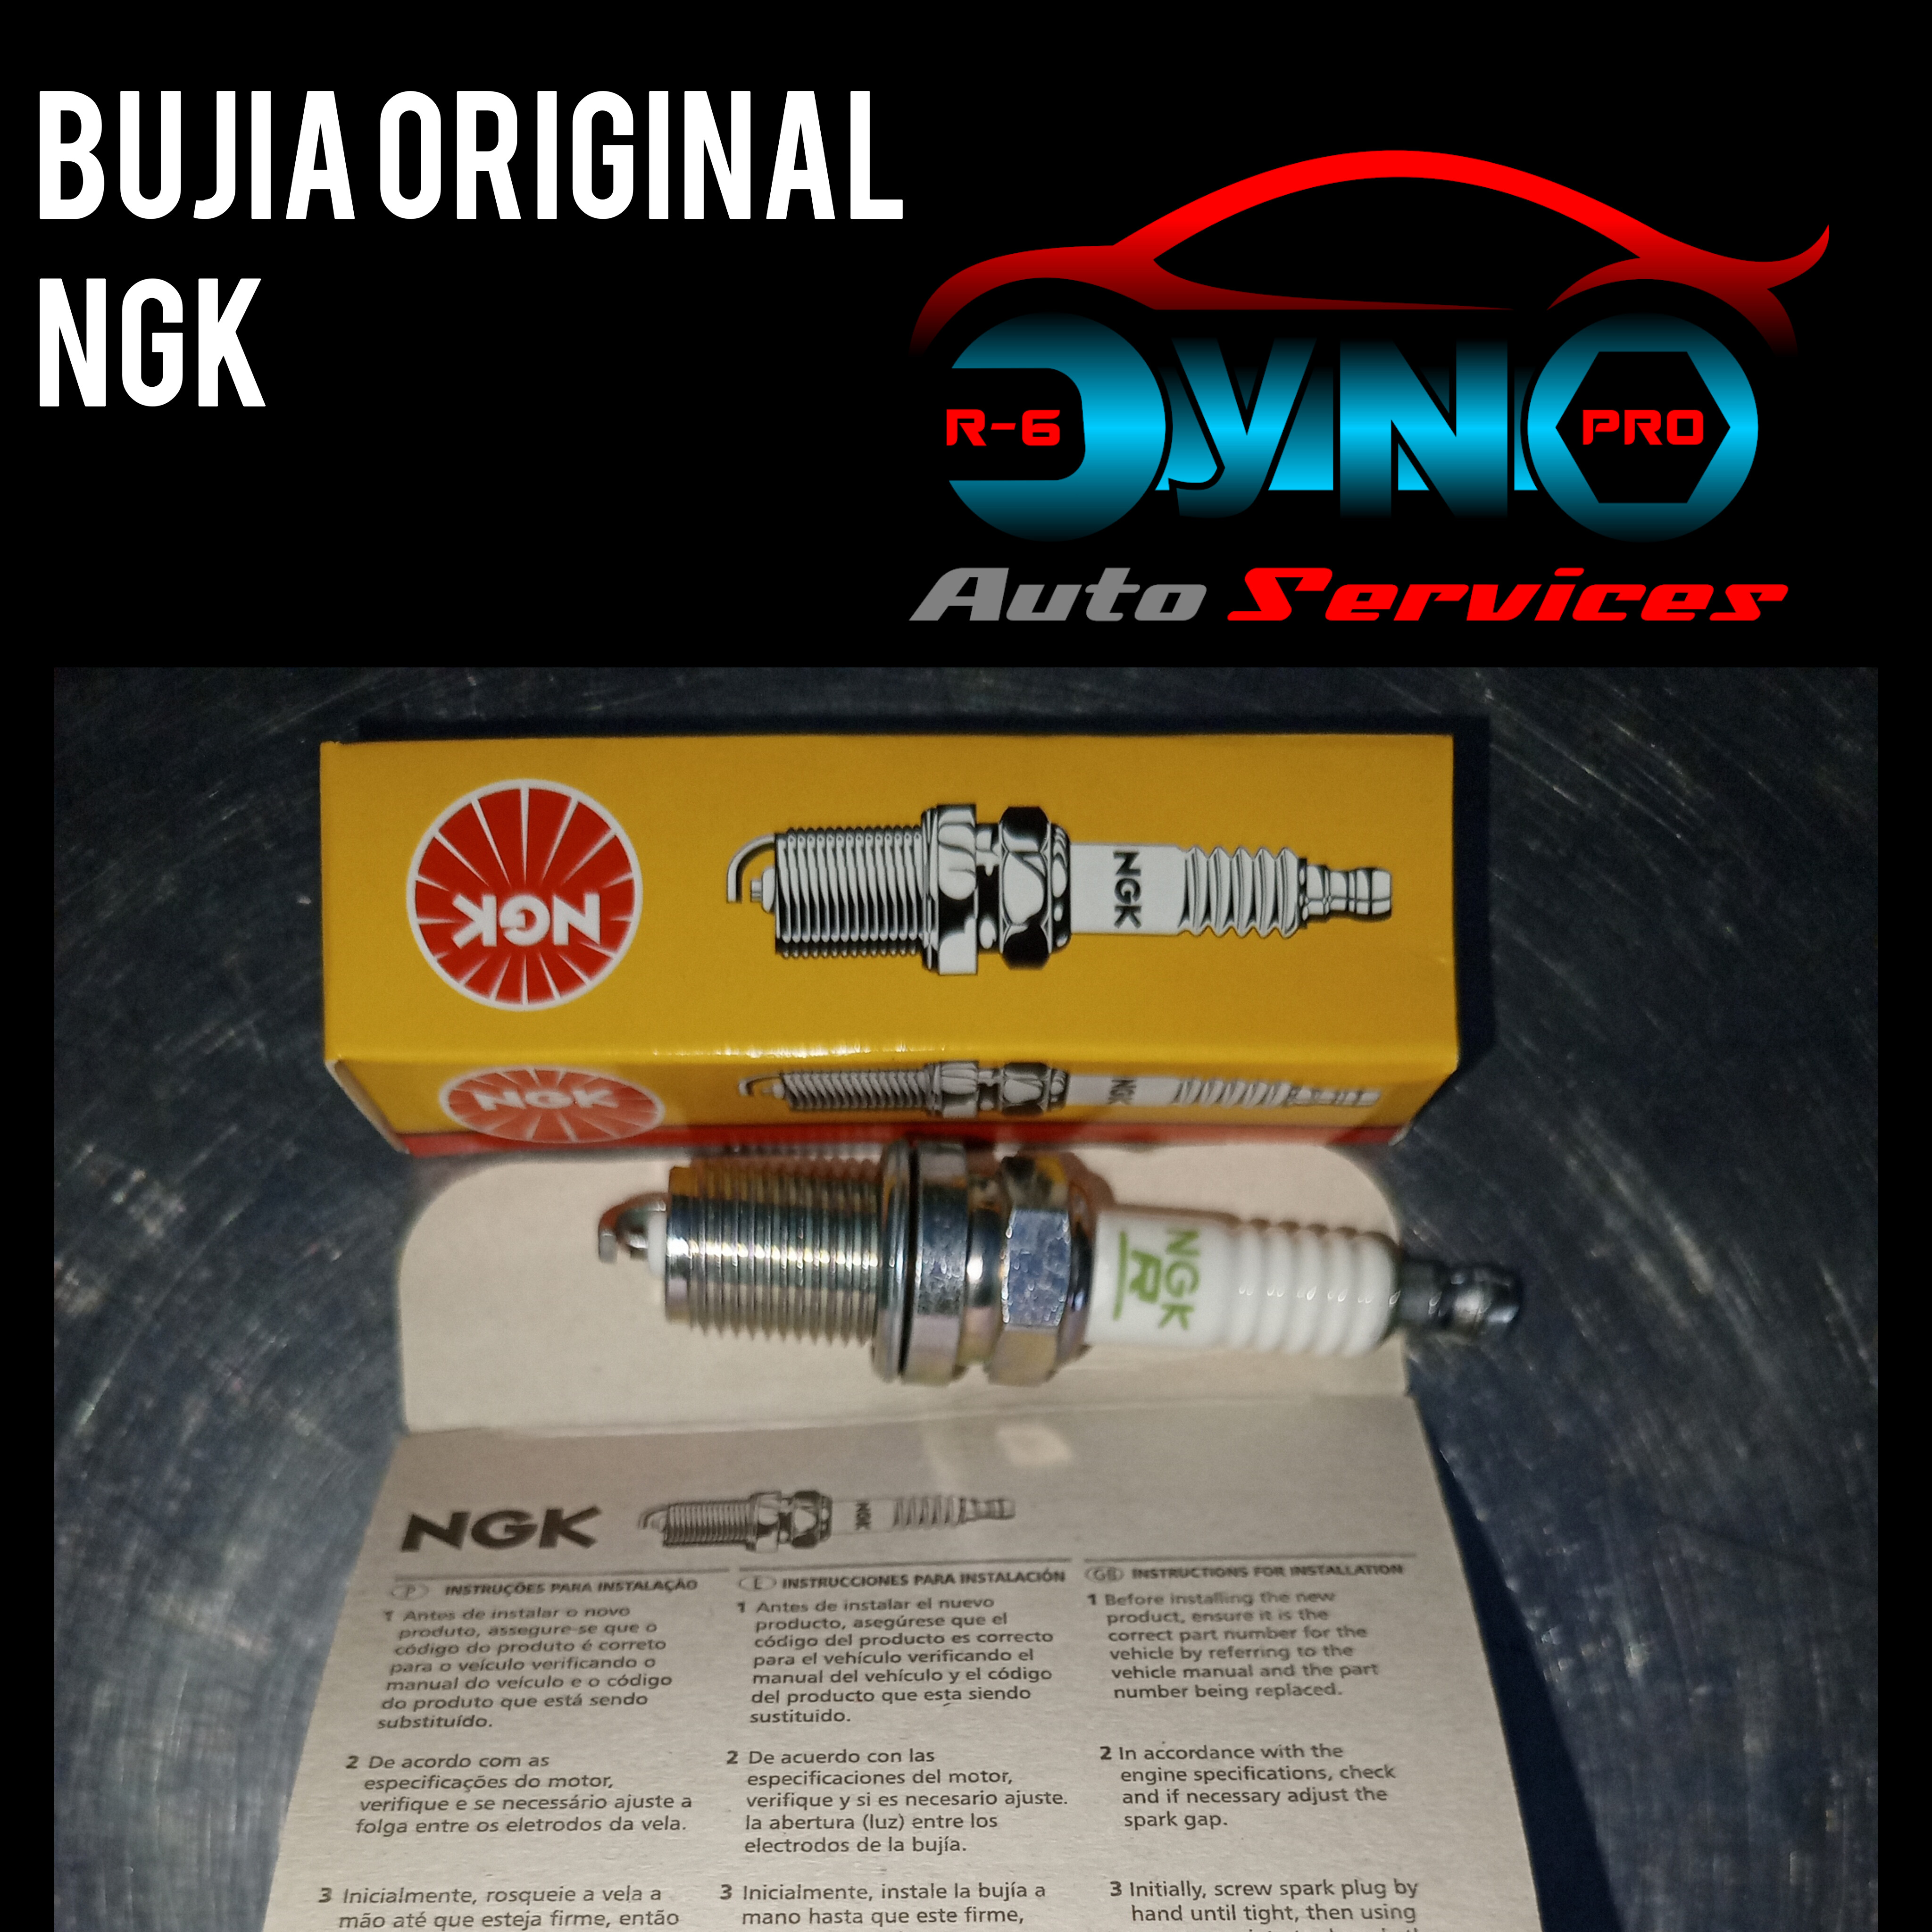 BUJIA ORIGINAL
NGK
R-6
DYNO
PRO
Auto Services
NGK
NGK
NGK
NGK
NGK
R
NGK
NGK
P INSTRUÇÕES PARA INSTALAÇÃO
1 Antes de instalar o novo
produto, assegure-se que o
código do produto é correto
para o veículo verificando o
manual do veículo e o código
do produto que está sendo
substituído.
2 De acordo com as
especificações do motor,
verifique e se necessário ajuste a
folga entre os eletrodos da vela.
3 Inicialmente, rosqueie a vela a
mão até que esteja firme, então
E INSTRUCCIONES PARA INSTALACIÓN
1 Antes de instalar el nuevo
producto, asegúrese que el
código del producto es correcto
para el vehículo verificando el
manual del vehículo y el código
del producto que esta siendo
sustituido.
2 De acuerdo con las
especificaciones del motor,
verifique y si es necesario ajuste.
la abertura (luz) entre los
electrodos de la bujía.
3 Inicialmente, instale la bujía a
mano hasta que este firme,
GB INSTRUCTIONS FOR INSTALLATION
1 Before installing the new
product, ensure it is the
correct part number for the
vehicle by referring to the
vehicle manual and the part
number being replaced.
2 In accordance with the
engine specifications, check
and if necessary adjust the
spark gap.
3 Initially, screw spark plug by
hand until tight, then using